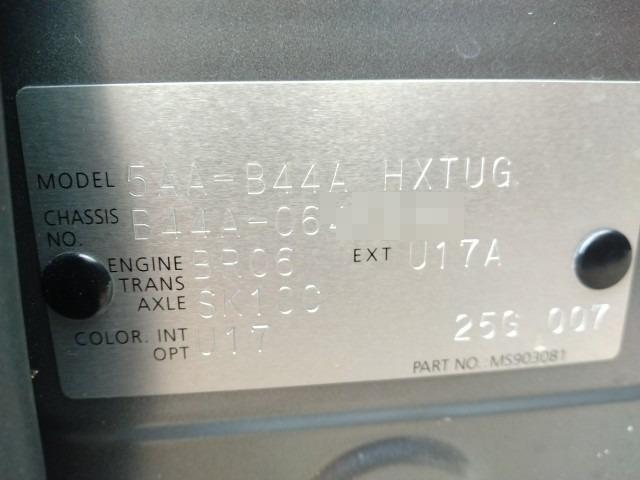 MODEL 5AA-B44A HXTUG
CHASSIS NO. B44A-06
ENGINE BR06 EXT U17A
TRANS AXLE SK100
COLOR. INT U17
OPT 25G 007
PART NO. MS903081